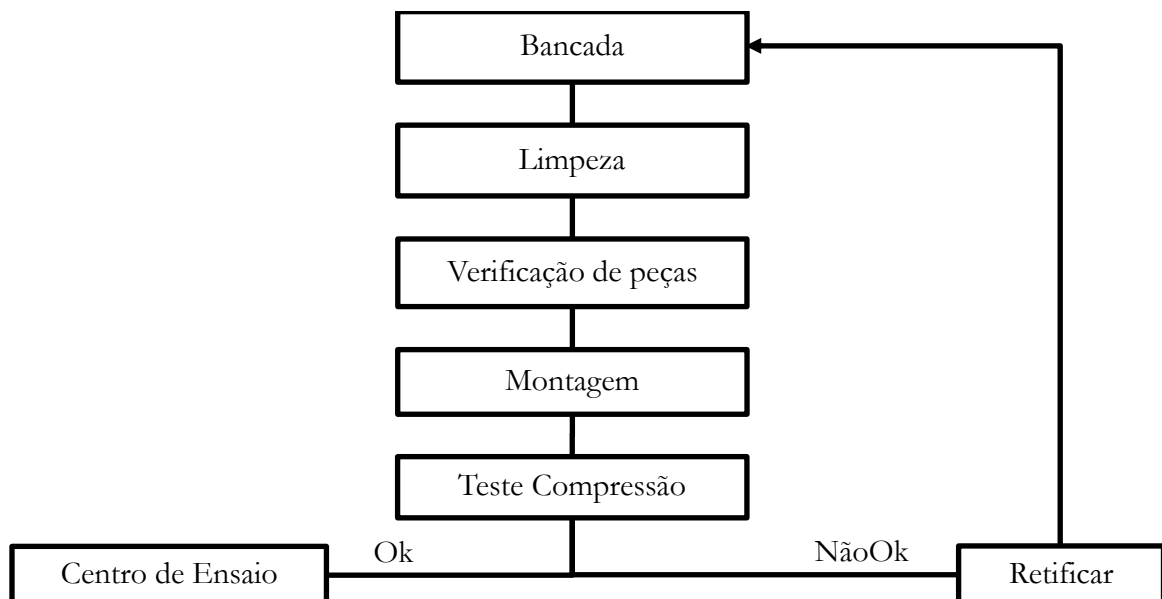 Bancada
Limpeza
Verificação de peças
Montagem
Teste Compressão
Ok
NãoOk
Centro de Ensaio
Retificar